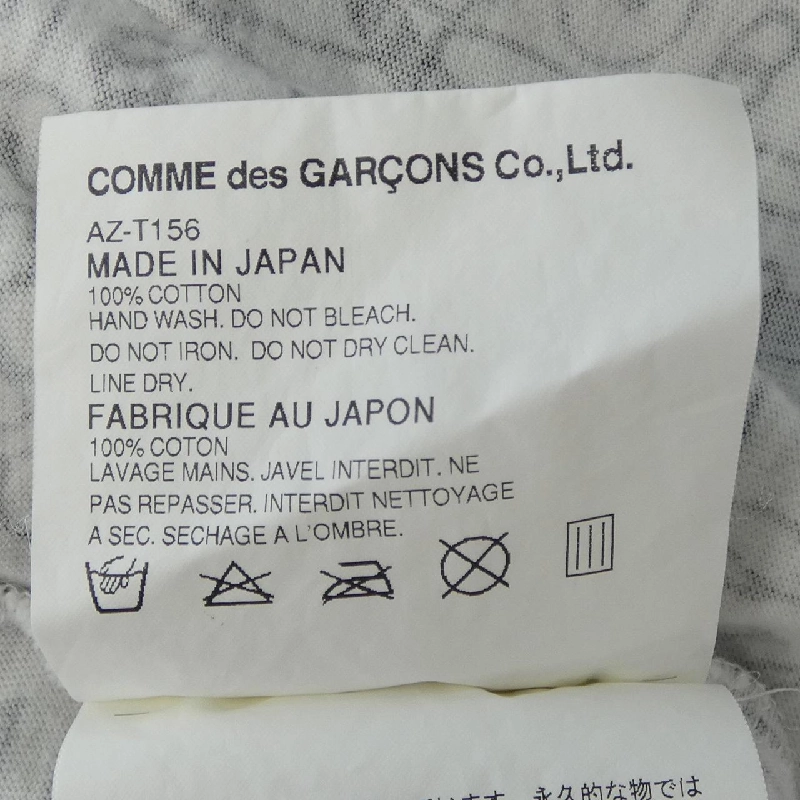 COMME des GARÇONS Co.,Ltd.
AZ-T156
MADE IN JAPAN
100% COTTON
HAND WASH. DO NOT BLEACH.
DO NOT IRON. DO NOT DRY CLEAN.
LINE DRY.
FABRIQUE AU JAPON
100% COTON
LAVAGE MAINS. JAVEL INTERDIT. NE
PAS REPASSER. INTERDIT NETTOYAGE
A SEC. SECHAGE A L'OMBRE.
永久的な物では